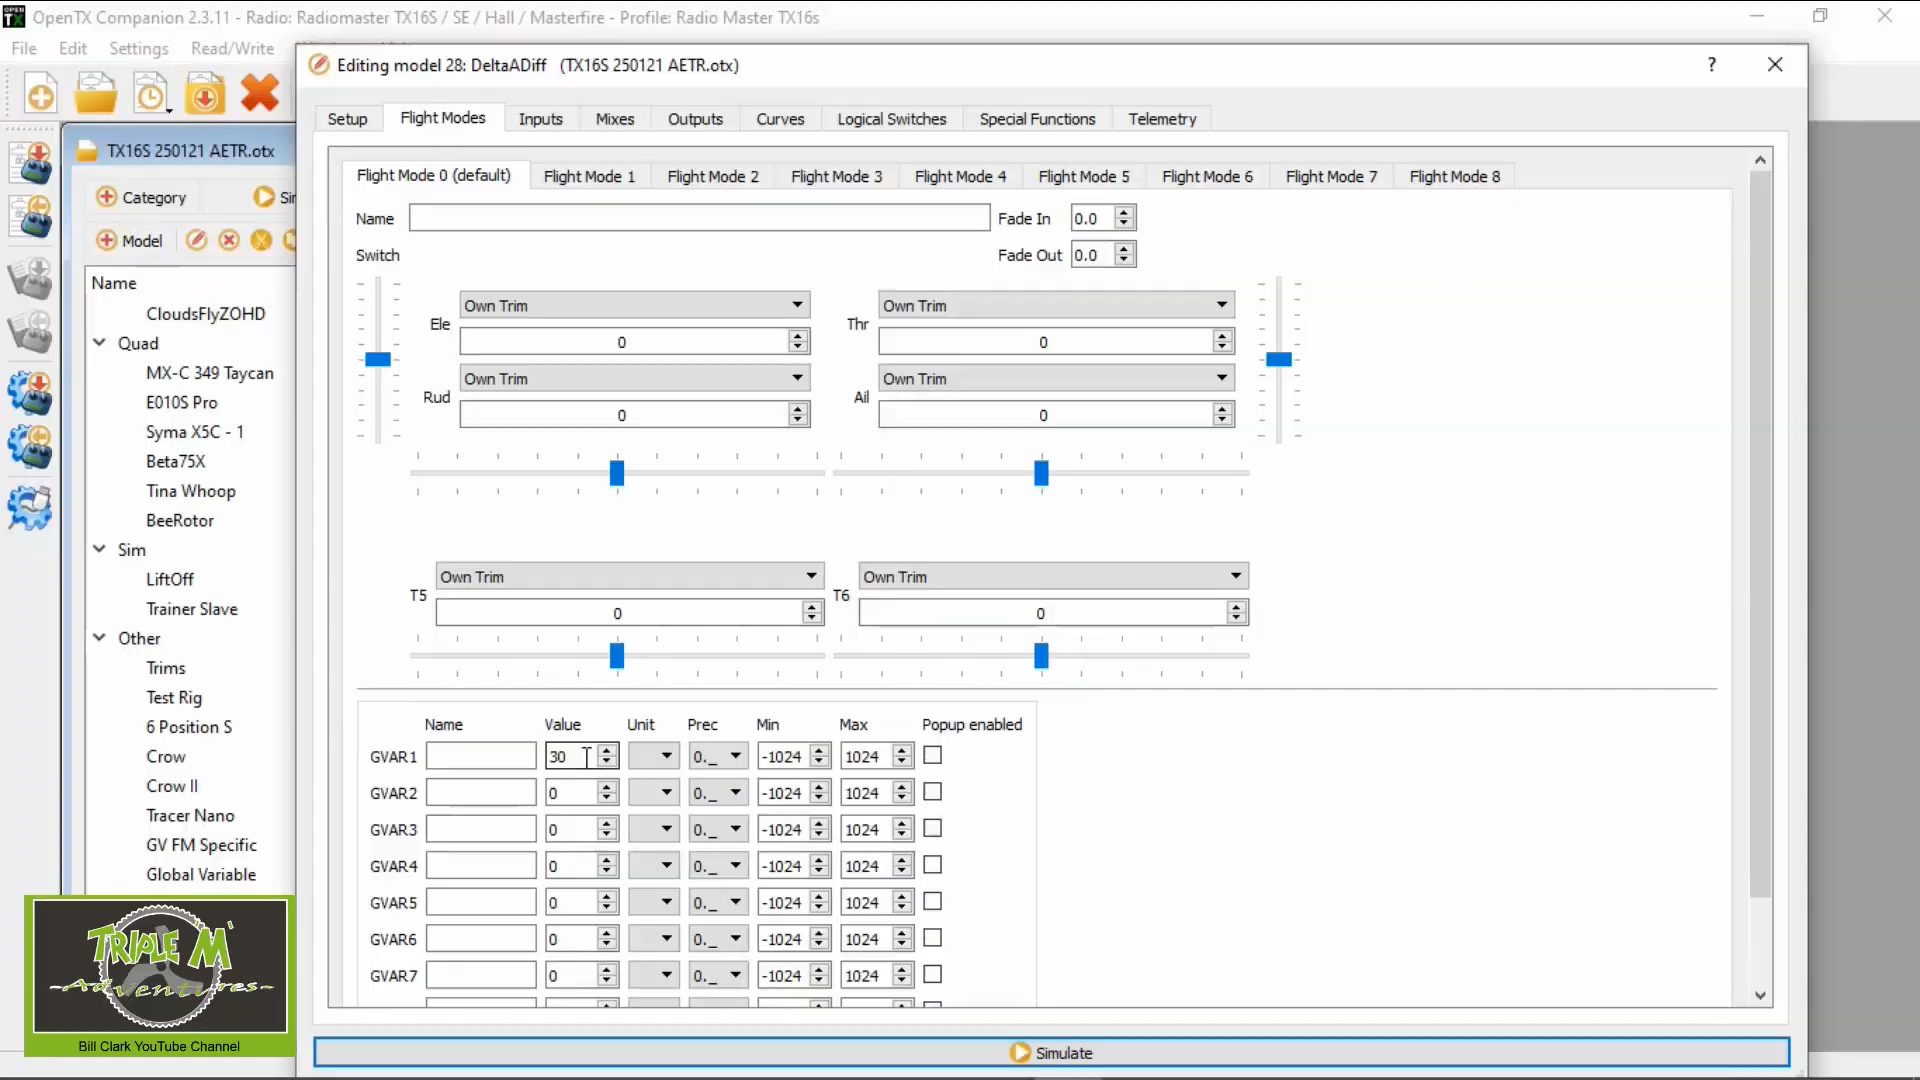 OpenTX Companion 2.3.11 - Radio: Radiomaster TX16S / SE / Hall / Masterfire - Profile: Radio Master TX16s
File Edit Settings Read/Write
Editing model 28: DeltaADiff (TX16S 250121 AETR.otx) ?
Setup Flight Modes Inputs Mixes Outputs Curves Logical Switches Special Functions Telemetry
TX16S 250121 AETR.otx
Flight Mode 0 (default) Flight Mode 1 Flight Mode 2 Flight Mode 3 Flight Mode 4 Flight Mode 5 Flight Mode 6 Flight Mode 7 Flight Mode 8
Category
Name Fade In 0.0
Model
Switch Fade Out 0.0
Name
CloudsFlyZOHD
Quad
MX-C 349 Taycan
E010S Pro
Syma X5C - 1
Beta75X
Tina Whoop
BeeRotor
Sim
LiftOff
Trainer Slave
Other
Trims
Test Rig
6 Position S
Crow
Crow II
Tracer Nano
GV FM Specific
Global Variable
Own Trim Own Trim
Ele 0 Thr 0
Own Trim Own Trim
Rud 0 Ail 0
Own Trim Own Trim
T5 0 T6 0
Name Value Unit Prec Min Max Popup enabled
GVAR1 30 0._ -1024 1024
GVAR2 0 0._ -1024 1024
GVAR3 0 0._ -1024 1024
GVAR4 0 0._ -1024 1024
GVAR5 0 0._ -1024 1024
GVAR6 0 0._ -1024 1024
GVAR7 0 0._ -1024 1024
TRIPLE M
-Adventures-
Bill Clark YouTube Channel
Simulate